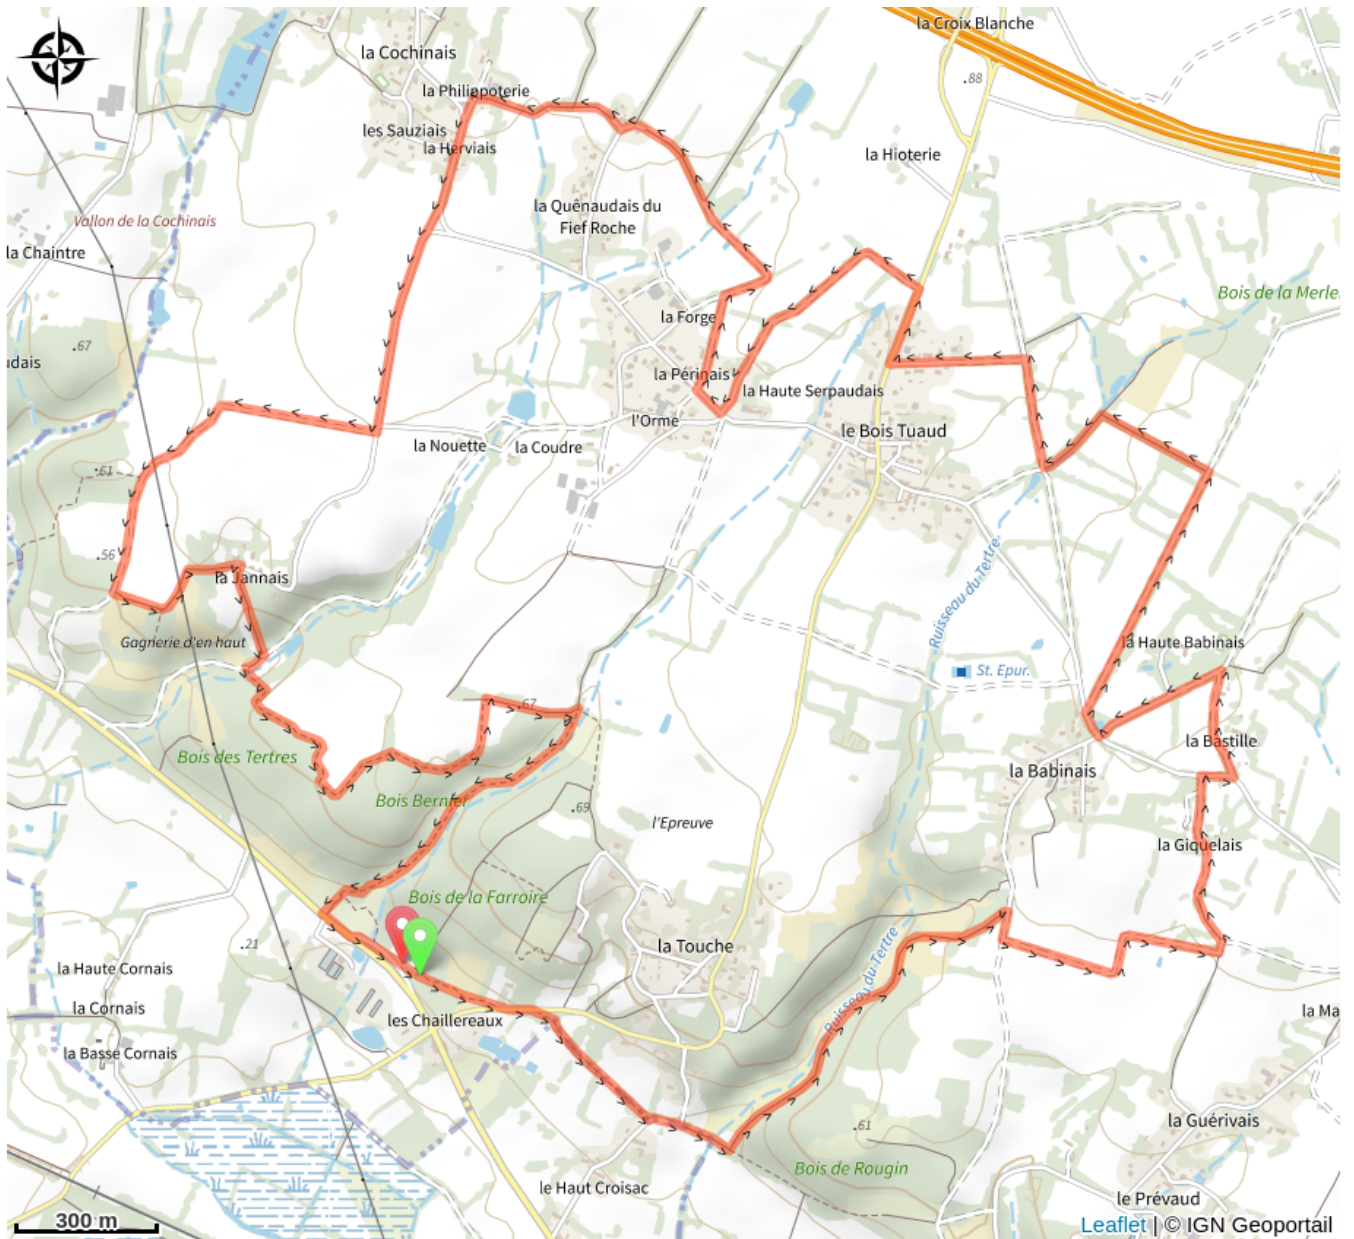 la Croix Blanche
la Cochinais
.88
la Philippoterie
les Sauziais
la Herviais
la Hioterie
la Quênaudais du
Fief Roche
Vallon de la Cochinais
la Chaintre
Bois de la Merle
la Forge
.67
udais
la Périnais
la Haute Serpaudais
l'Orme
le Bois Tuaud
la Nouette
la Coudre
.61
.56
la Jannais
Ruisseau du Tertre
Gagnerie d'en haut
la Haute Babinais
St. Epur.
.67
la Bastille
Bois des Tertres
la Babinais
Bois Bernier
.69
l'Epreuve
la Giquelais
Bois de la Farroire
.21
la Touche
la Haute Cornais
Ruisseau du Tertre
la Cornais
la Ma
les Chaillereaux
la Basse Cornais
la Guérivais
.61
Bois de Rougin
le Haut Croisac
le Prévaud
300 m
Leaflet | © IGN Geoportail